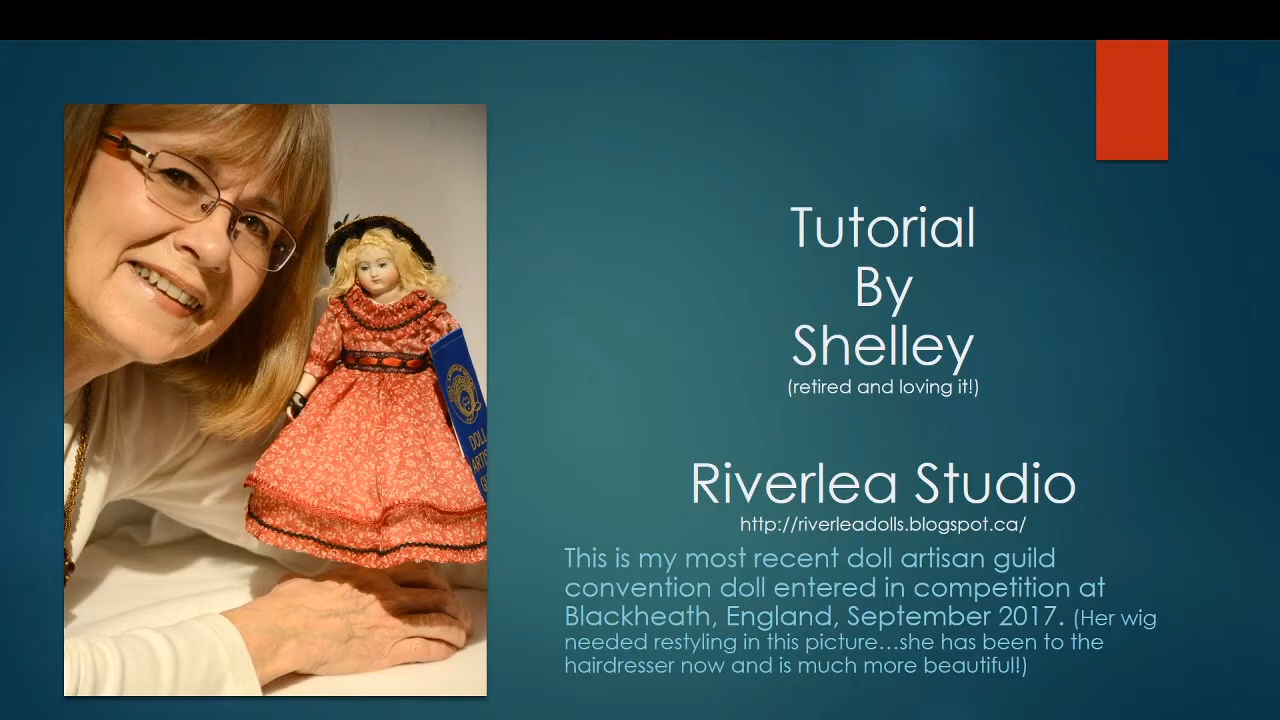 Tutorial
By
Shelley
(retired and loving it!)
Riverlea Studio
http://riverleadolls.blogspot.ca/
This is my most recent doll artisan guild
convention doll entered in competition at
Blackheath, England, September 2017. (Her wig
needed restyling in this picture...she has been to the
hairdresser now and is much more beautiful!)
DOLL